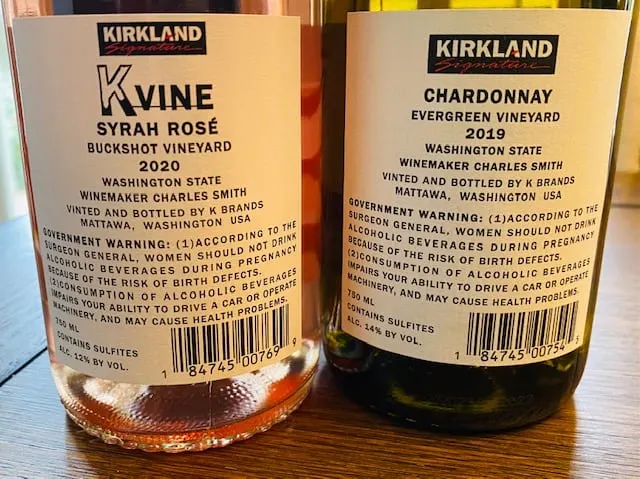 KIRKLAND
Signature
KVINE
SYRAH ROSÉ
BUCKSHOT VINEYARD
2020
WASHINGTON STATE
WINEMAKER CHARLES SMITH
VINTED AND BOTTLED BY K BRANDS
MATTAWA, WASHINGTON USA
GOVERNMENT WARNING: (1)ACCORDING TO THE
SURGEON GENERAL, WOMEN SHOULD NOT DRINK
ALCOHOLIC BEVERAGES DURING PREGNANCY
BECAUSE OF THE RISK OF BIRTH DEFECTS.
(2)CONSUMPTION OF ALCOHOLIC BEVERAGES
IMPAIRS YOUR ABILITY TO DRIVE A CAR OR OPERATE
MACHINERY, AND MAY CAUSE HEALTH PROBLEMS.
750 ML
CONTAINS SULFITES
ALC. 12% BY VOL.
1 84745 00769 9
KIRKLAND
Signature
CHARDONNAY
EVERGREEN VINEYARD
2019
WASHINGTON STATE
WINEMAKER CHARLES SMITH
VINTED AND BOTTLED BY K BRANDS
MATTAWA, WASHINGTON USA
GOVERNMENT WARNING: (1)ACCORDING TO THE
SURGEON GENERAL, WOMEN SHOULD NOT DRINK
ALCOHOLIC BEVERAGES DURING PREGNANCY
BECAUSE OF THE RISK OF BIRTH DEFECTS.
(2)CONSUMPTION OF ALCOHOLIC BEVERAGES
IMPAIRS YOUR ABILITY TO DRIVE A CAR OR OPERATE
MACHINERY, AND MAY CAUSE HEALTH PROBLEMS.
750 ML
CONTAINS SULFITES
ALC. 14% BY VOL.
1 84745 00754 3